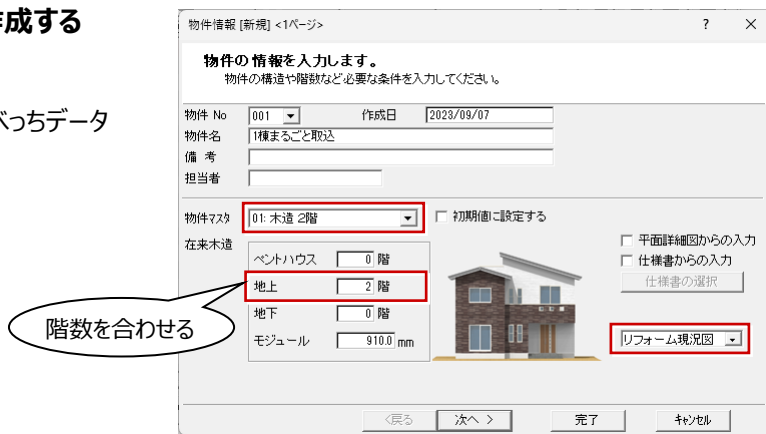 成する
べっちデータ
物件情報 [新規] <1ページ> ? ×
物件の情報を入力します。
物件の構造や階数など必要な条件を入力してください。
物件 No 001 作成日 2023/09/07
物件名 1棟まるごと取込
備 考
担当者
物件マスタ 01: 木造 2階 初期値に設定する
在来木造
ペントハウス 0 階
地上 2 階
地下 0 階
モジュール 910.0 mm
平面詳細図からの入力
仕様書からの入力
仕様書の選択
リフォーム現況図
階数を合わせる
<戻る 次へ > 完了 キャンセル